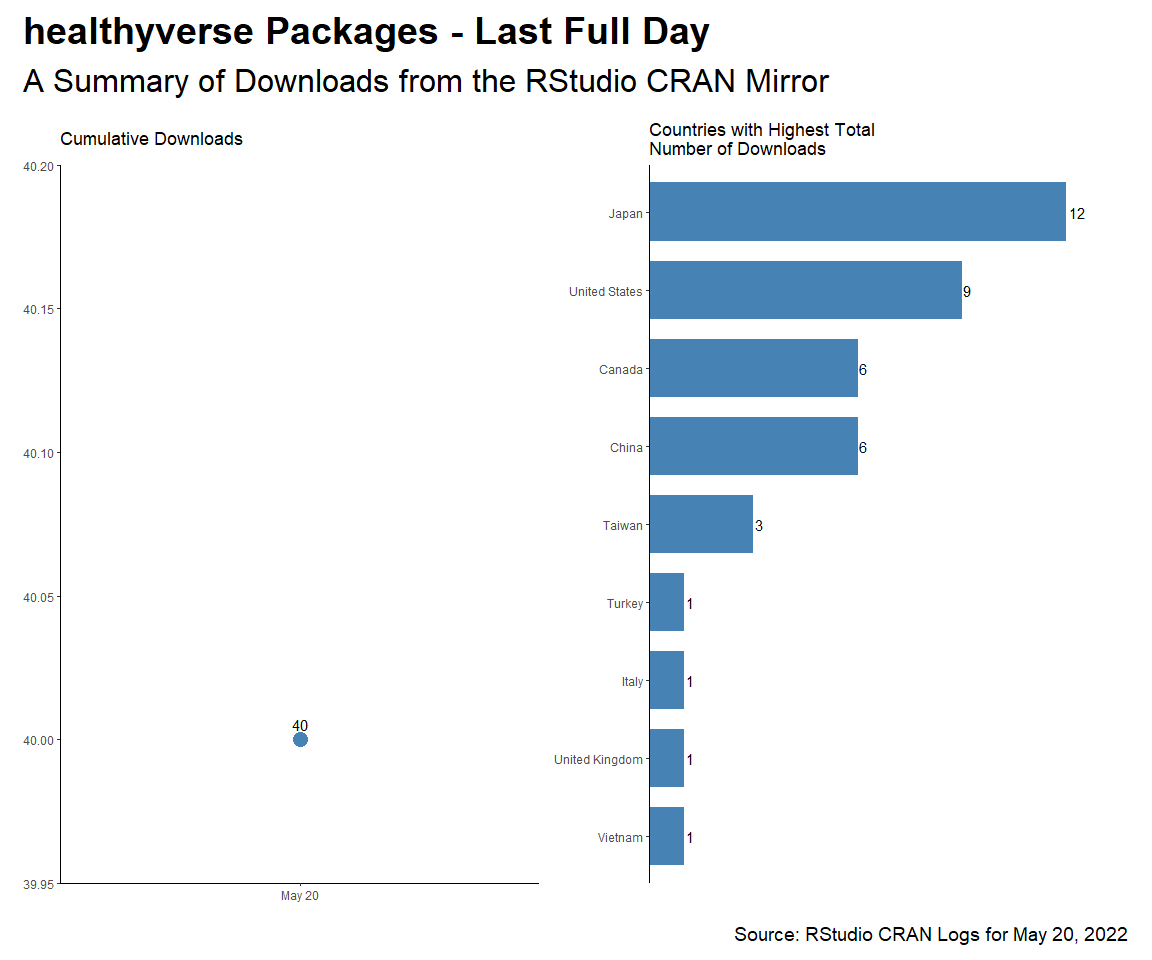 healthyverse Packages - Last Full Day
A Summary of Downloads from the RStudio CRAN Mirror
Cumulative Downloads
40.20
40.15
40.10
40.05
40.00
39.95
40
May 20
Countries with Highest Total
Number of Downloads
Japan 12
United States 9
Canada 6
China 6
Taiwan 3
Turkey 1
Italy 1
United Kingdom 1
Vietnam 1
Source: RStudio CRAN Logs for May 20, 2022